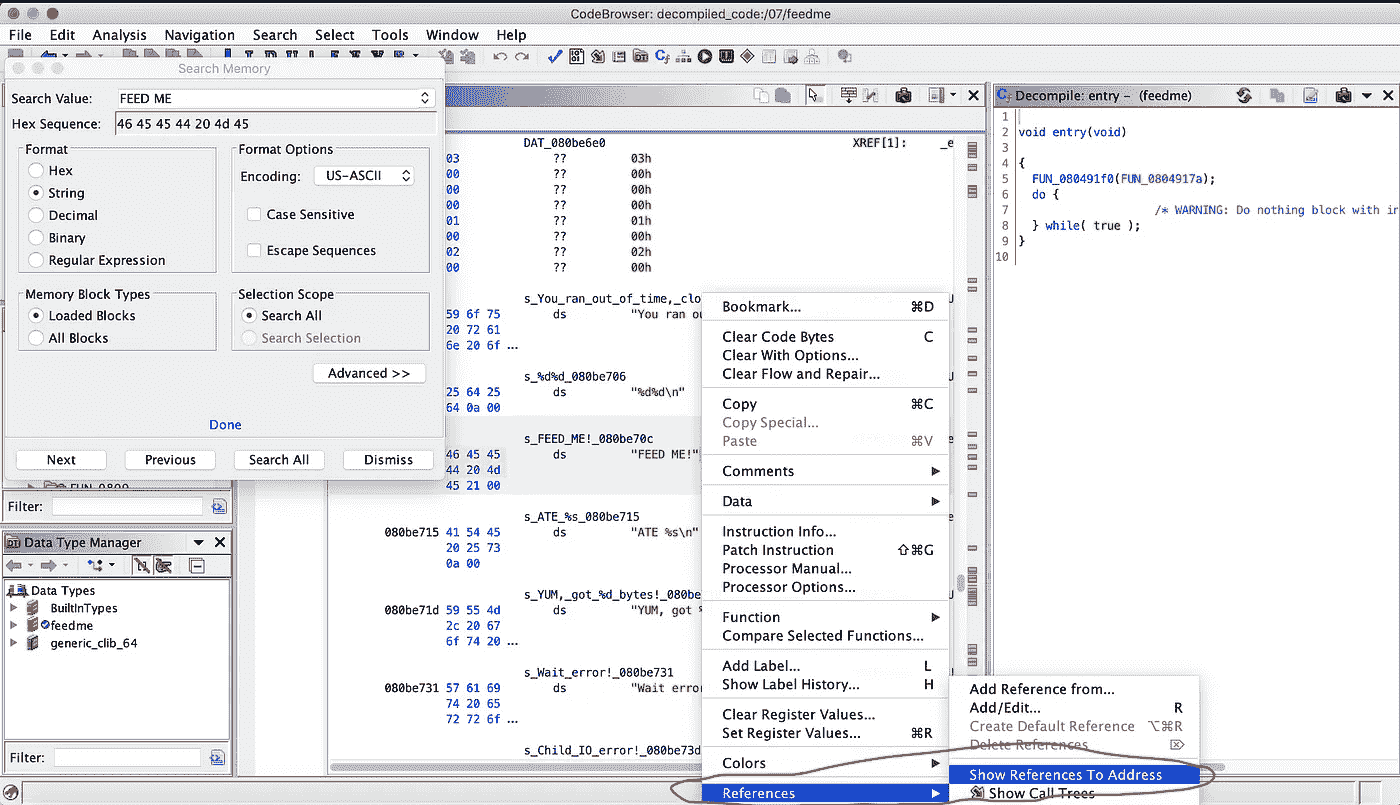 CodeBrowser: decompiled_code:/07/feedme
File Edit Analysis Navigation Search Select Tools Window Help
Search Memory
Search Value: FEED ME
Hex Sequence: 46 45 45 44 20 4d 45
Format
Hex
String
Decimal
Binary
Regular Expression
Format Options
Encoding: US-ASCII
Case Sensitive
Escape Sequences
Memory Block Types
Loaded Blocks
All Blocks
Selection Scope
Search All
Search Selection
Advanced >>
Done
Next Previous Search All Dismiss
Filter:
Data Type Manager
Data Types
BuiltInTypes
feedme
generic_clib_64
Filter:
DAT_080be6e0 XREF[1]: _e
03 ?? 03h
00 ?? 00h
00 ?? 00h
00 ?? 00h
01 ?? 01h
00 ?? 00h
02 ?? 02h
00 ?? 00h
s_You_ran_out_of_time,_clo
59 6f 75 ds "You ran ou
20 72 61
6e 20 6f ...
s_%d%d_080be706
25 64 25 ds "%d%d\n"
64 0a 00
s_FEED_ME!_080be70c
46 45 45 ds "FEED ME!"
44 20 4d
45 21 00
s_ATE_%s_080be715
080be715 41 54 45 ds "ATE %s\n"
20 25 73
0a 00
s_YUM,_got_%d_bytes!_080be
080be71d 59 55 4d ds "YUM, got
2c 20 67
6f 74 20 ...
s_Wait_error!_080be731
080be731 57 61 69 ds "Wait error
74 20 65
72 72 6f ...
s_Child_IO_error!_080be73d
Bookmark... ⌘D
Clear Code Bytes C
Clear With Options...
Clear Flow and Repair...
Copy ⌘C
Copy Special...
Paste ⌘V
Comments
Data
Instruction Info...
Patch Instruction ⇧⌘G
Processor Manual...
Processor Options...
Function
Compare Selected Functions...
Add Label... L
Show Label History... H
Clear Register Values...
Set Register Values... ⌘R
Colors
References
Add Reference from...
Add/Edit... R
Create Default Reference ⌥⌘R
Delete References
Show References To Address
Show Call Trees
Decompile: entry - (feedme)
1
2 void entry(void)
3
4 {
5 FUN_080491f0(FUN_0804917a);
6 do {
7 /* WARNING: Do nothing block with in
8 } while( true );
9 }
10